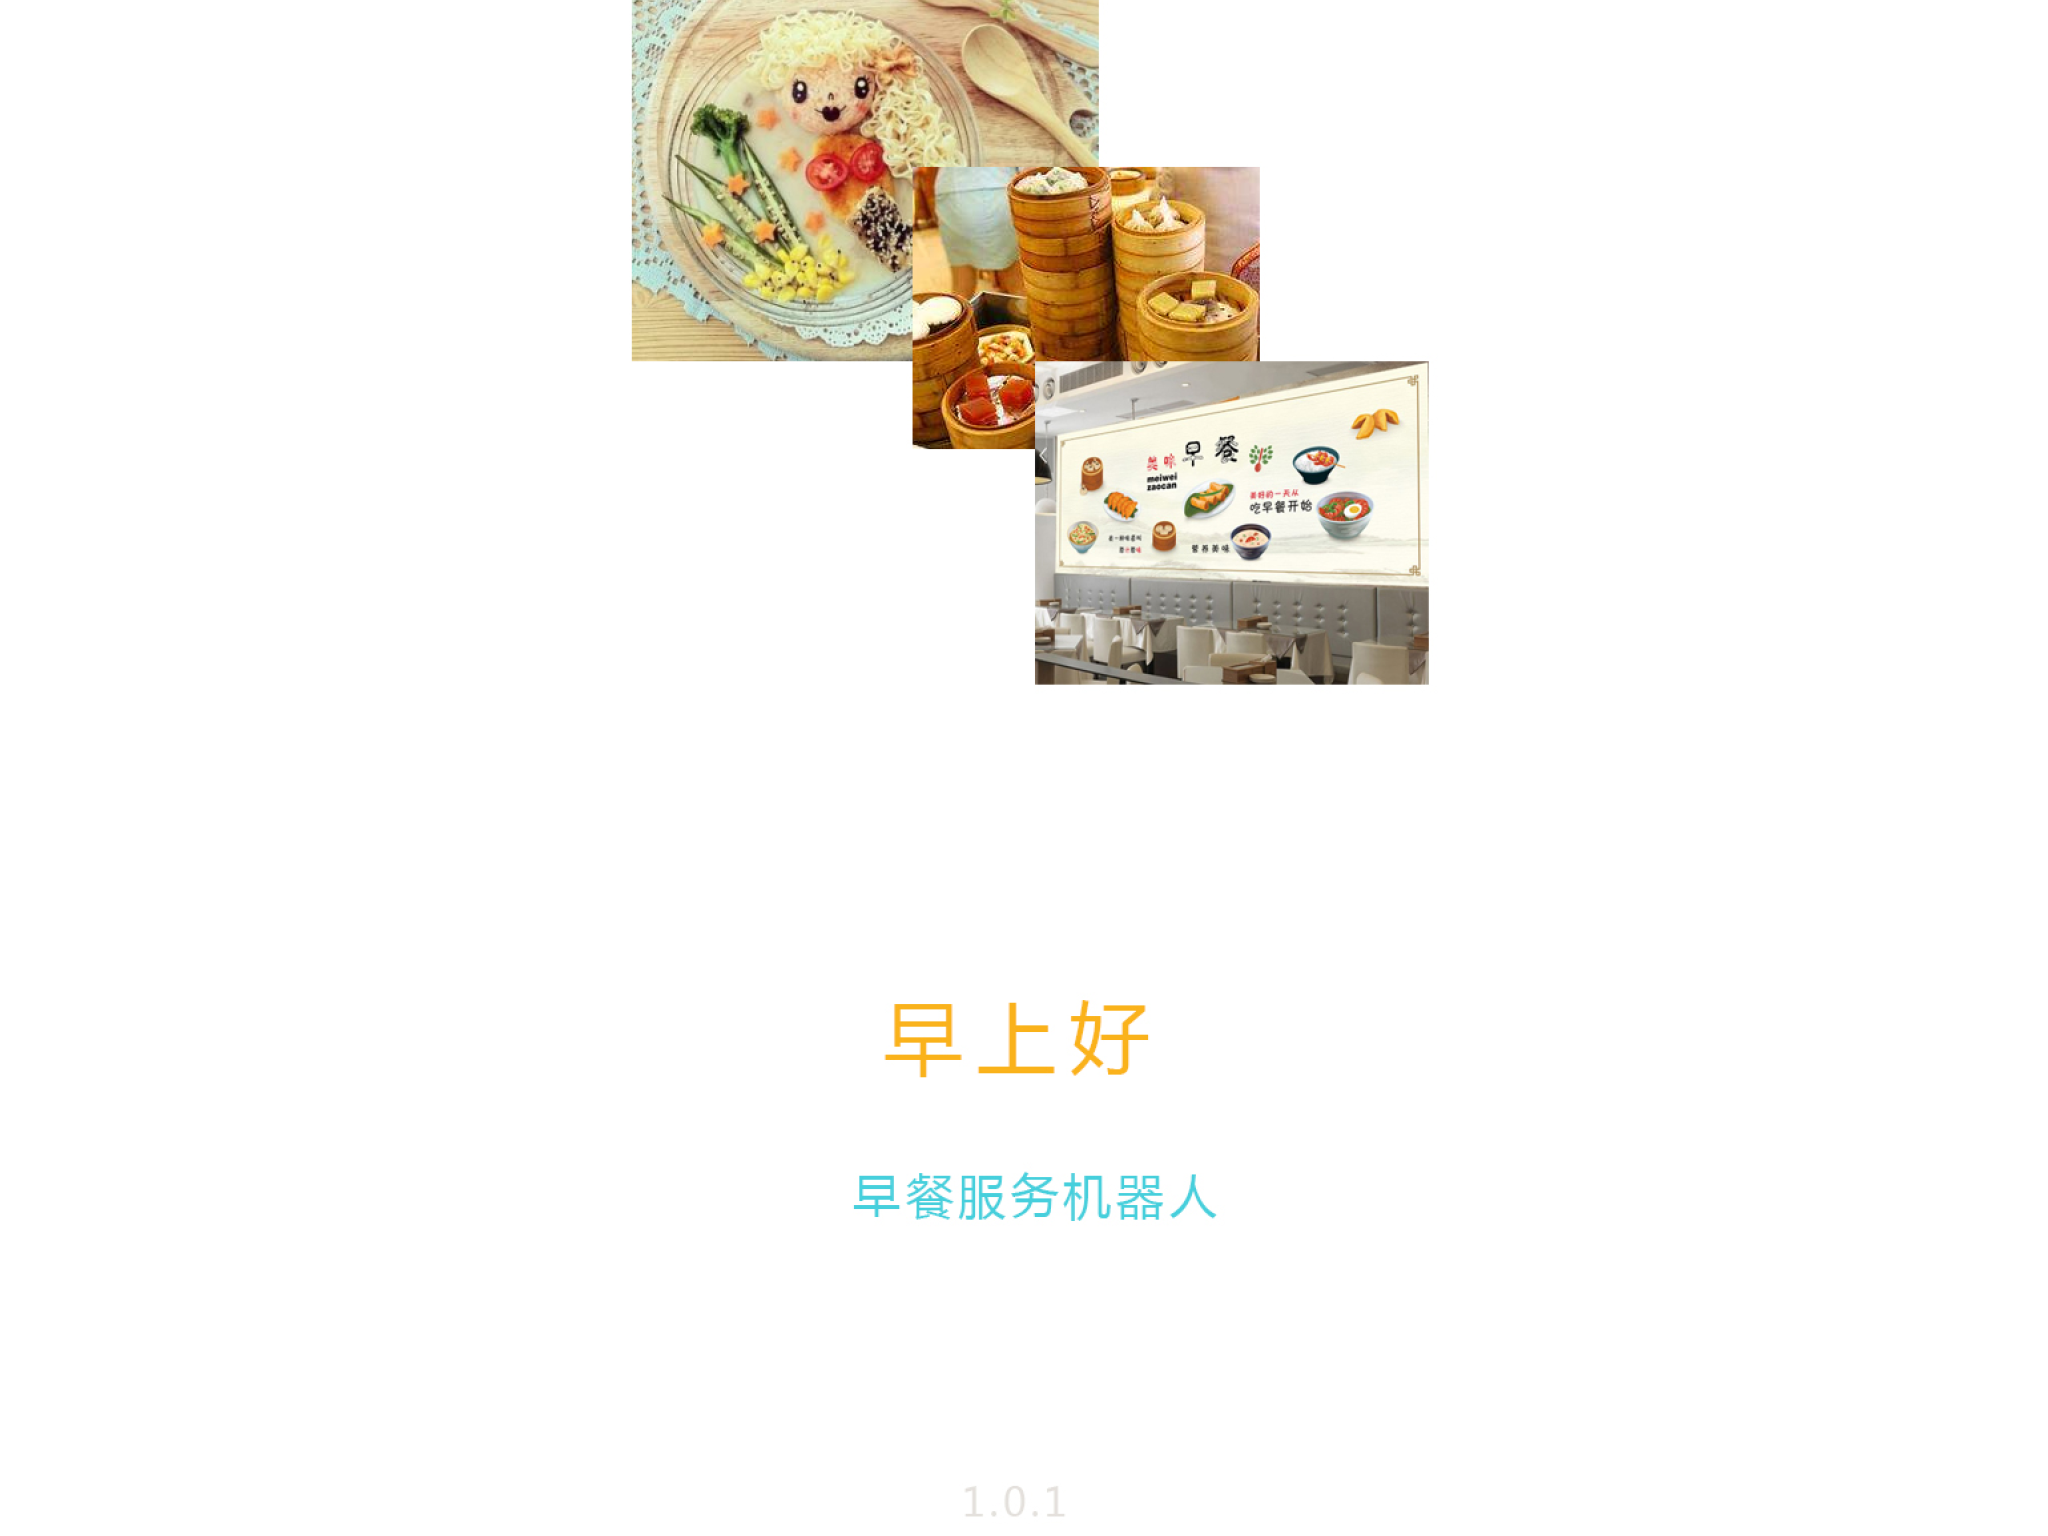 美味早餐
meiwei
zaocan
美好的一天从
吃早餐开始
营养美味
早上好
早餐服务机器人
1.0.1